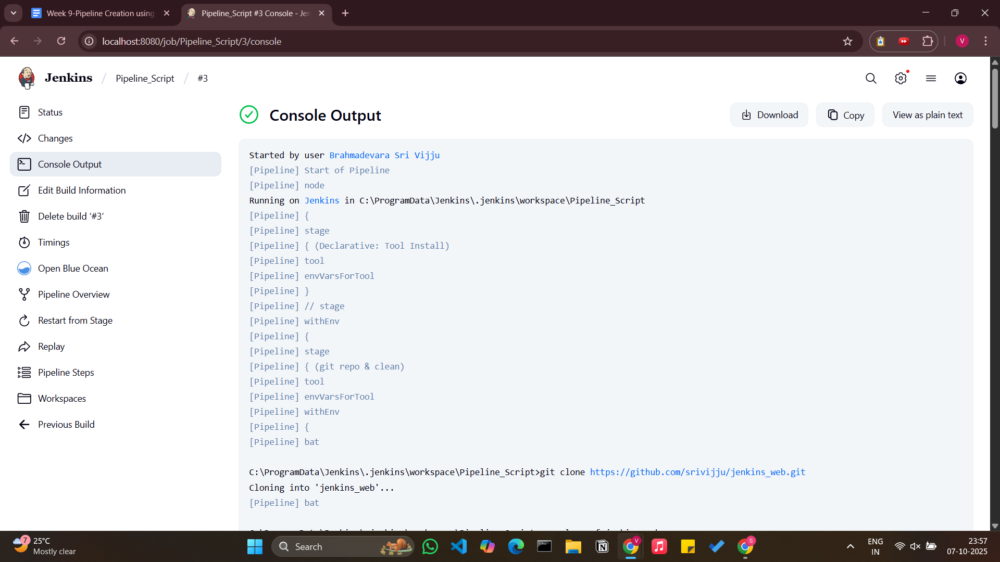 Week 9-Pipeline Creation using
Pipeline_Script #3 Console - Jen
localhost:8080/job/Pipeline_Script/3/console
V
Jenkins / Pipeline_Script / #3
Status
Changes
Console Output
Edit Build Information
Delete build ‘#3’
Timings
Open Blue Ocean
Pipeline Overview
Restart from Stage
Replay
Pipeline Steps
Workspaces
Previous Build
Console Output
Download
Copy
View as plain text
Started by user Brahmadevara Sri Vijju
[Pipeline] Start of Pipeline
[Pipeline] node
Running on Jenkins in C:\ProgramData\Jenkins\.jenkins\workspace\Pipeline_Script
[Pipeline] {
[Pipeline] stage
[Pipeline] { (Declarative: Tool Install)
[Pipeline] tool
[Pipeline] envVarsForTool
[Pipeline] }
[Pipeline] // stage
[Pipeline] withEnv
[Pipeline] {
[Pipeline] stage
[Pipeline] { (git repo & clean)
[Pipeline] tool
[Pipeline] envVarsForTool
[Pipeline] withEnv
[Pipeline] {
[Pipeline] bat
C:\ProgramData\Jenkins\.jenkins\workspace\Pipeline_Script>git clone https://github.com/srivijju/jenkins_web.git
Cloning into 'jenkins_web'...
[Pipeline] bat
7
25°C
Mostly clear
Search
V
S
ENG
IN
23:57
07-10-2025